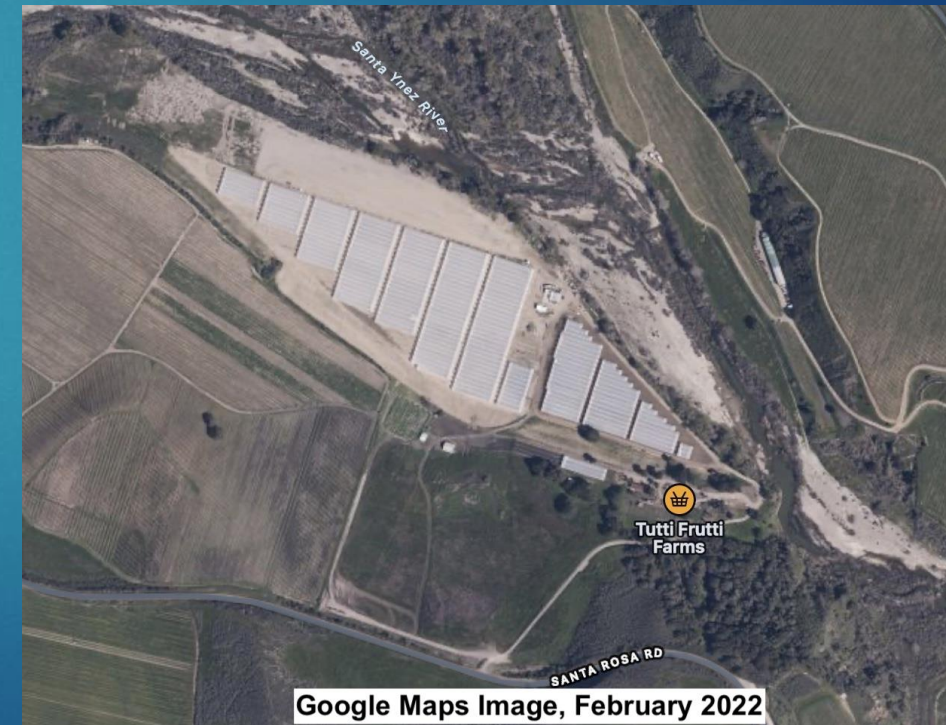 Santa Ynez River
Tutti Frutti
Farms
SANTA ROSA RD
Google Maps Image, February 2022